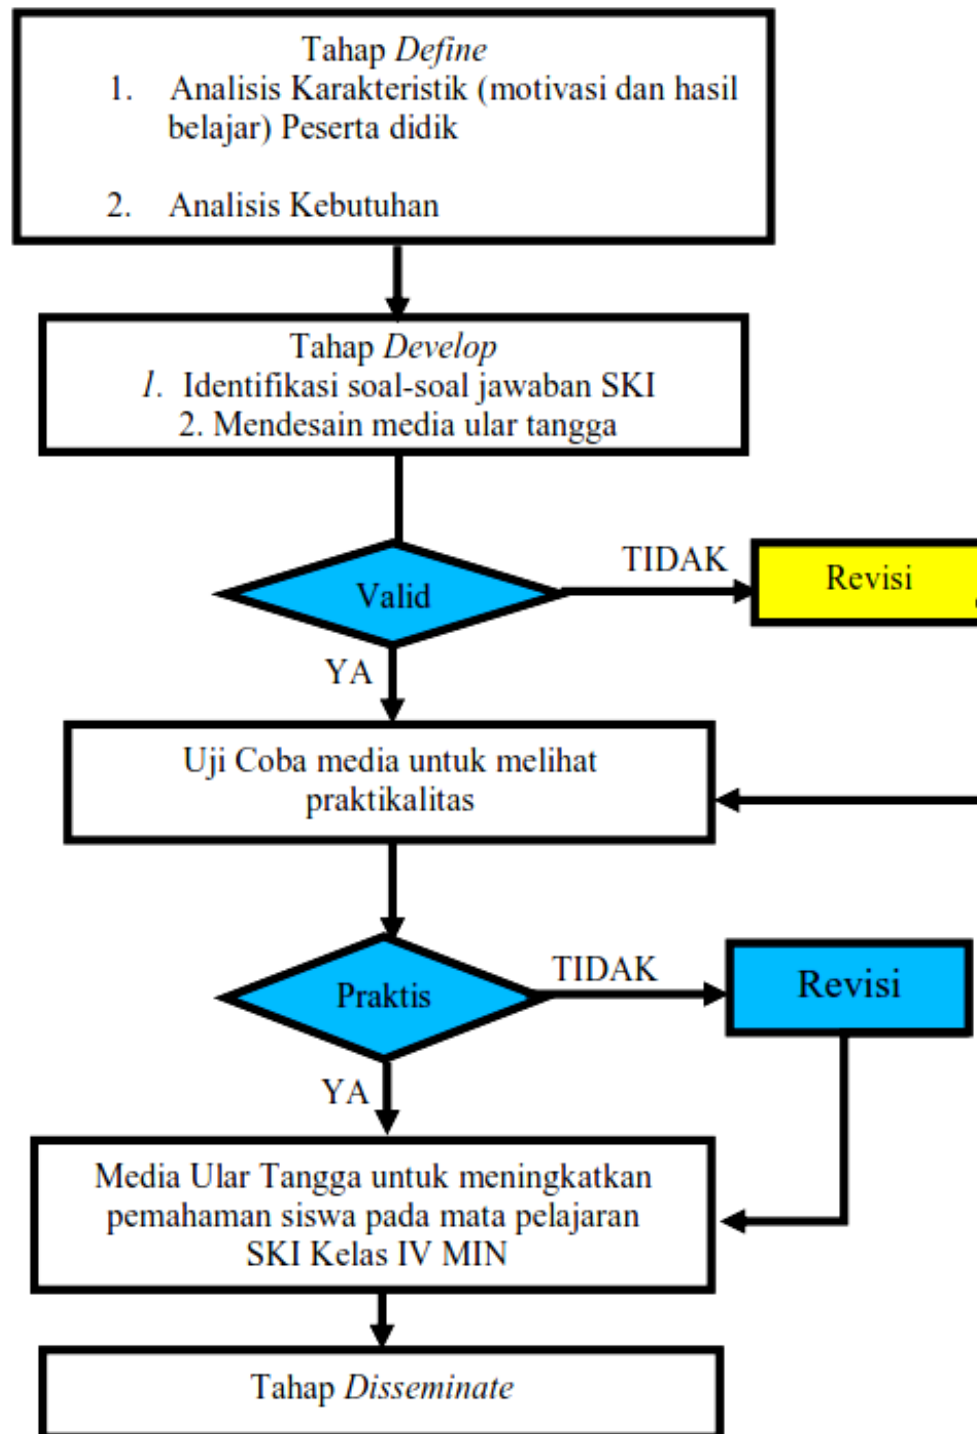 Tahap Define
1. Analisis Karakteristik (motivasi dan hasil
belajar) Peserta didik
2. Analisis Kebutuhan
Tahap Develop
1. Identifikasi soal-soal jawaban SKI
2. Mendesain media ular tangga
Valid
TIDAK
Revisi
YA
Uji Coba media untuk melihat
praktikalitas
Praktis
TIDAK
Revisi
YA
Media Ular Tangga untuk meningkatkan
pemahaman siswa pada mata pelajaran
SKI Kelas IV MIN
Tahap Disseminate